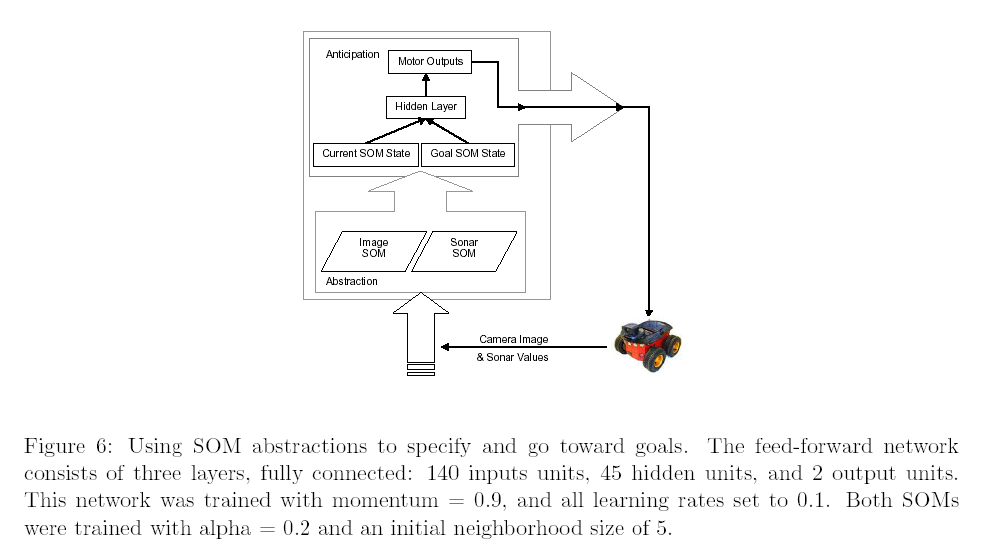 Anticipation
Motor Outputs
Hidden Layer
Current SOM State
Goal SOM State
Image
SOM
Sonar
SOM
Abstraction
Camera Image
& Sonar Values
Figure 6: Using SOM abstractions to specify and go toward goals. The feed-forward network
consists of three layers, fully connected: 140 inputs units, 45 hidden units, and 2 output units.
This network was trained with momentum = 0.9, and all learning rates set to 0.1. Both SOMs
were trained with alpha = 0.2 and an initial neighborhood size of 5.